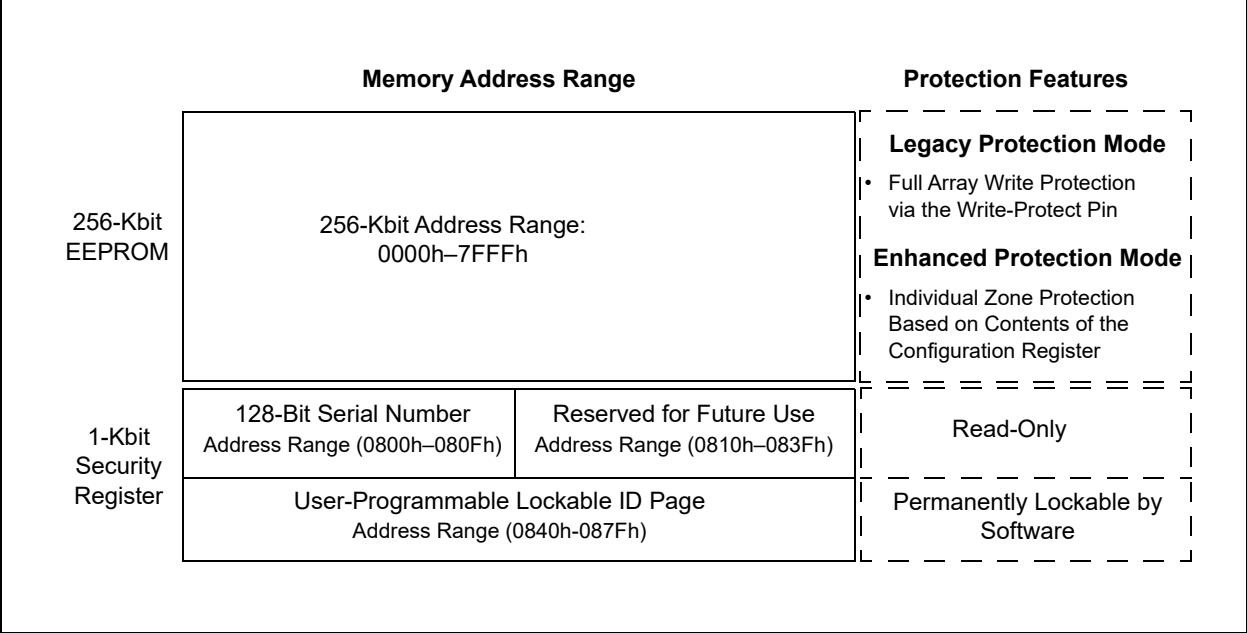 Memory Address Range
Protection Features
256-Kbit
EEPROM
256-Kbit Address Range:
0000h–7FFFh
Legacy Protection Mode
• Full Array Write Protection
via the Write-Protect Pin
Enhanced Protection Mode
• Individual Zone Protection
Based on Contents of the
Configuration Register
1-Kbit
Security
Register
128-Bit Serial Number
Address Range (0800h–080Fh)
Reserved for Future Use
Address Range (0810h–083Fh)
Read-Only
User-Programmable Lockable ID Page
Address Range (0840h-087Fh)
Permanently Lockable by
Software